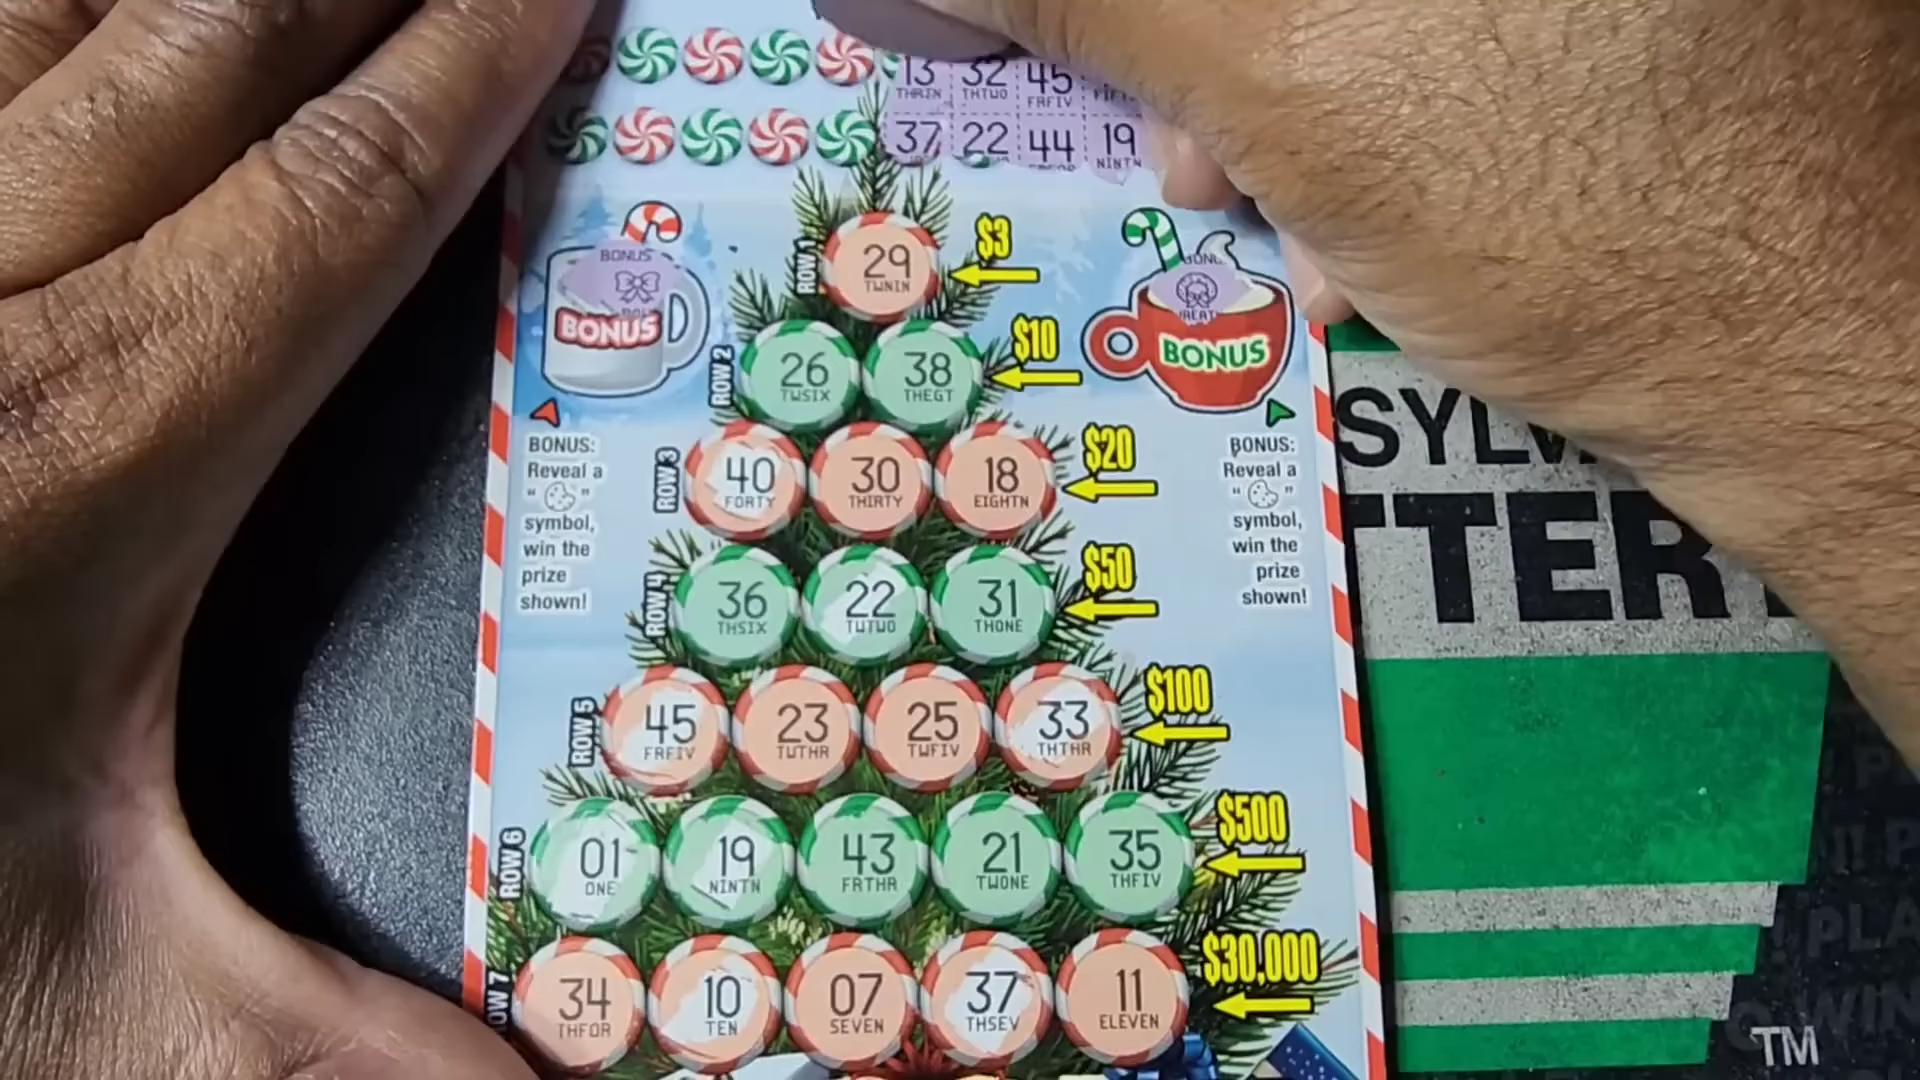 13 32 45
THRTN THTWO FRFIV
37 22 44 19
NINTN
BONUS
BONUS
ROW 1
29
TWNIN
$3
BONUS
ROW 2
26 38
TWSIX THEGT
$10
ROW 3
40 30 18
FORTY THIRTY EIGHTN
$20
BONUS:
Reveal a
" "
symbol,
win the
prize
shown!
BONUS:
Reveal a
" "
symbol,
win the
prize
shown!
ROW 4
36 22 31
THSIX TWTWO THONE
$50
ROW 5
45 23 25 33
FRFIV TWTHR TWFIV THTHR
$100
ROW 6
01 19 43 21 35
ONE NINTN FRTHR TWONE THFIV
$500
ROW 7
34 10 07 37 11
THFOR TEN SEVEN THSEV ELEVEN
$30,000
SYLV
TTER
TM